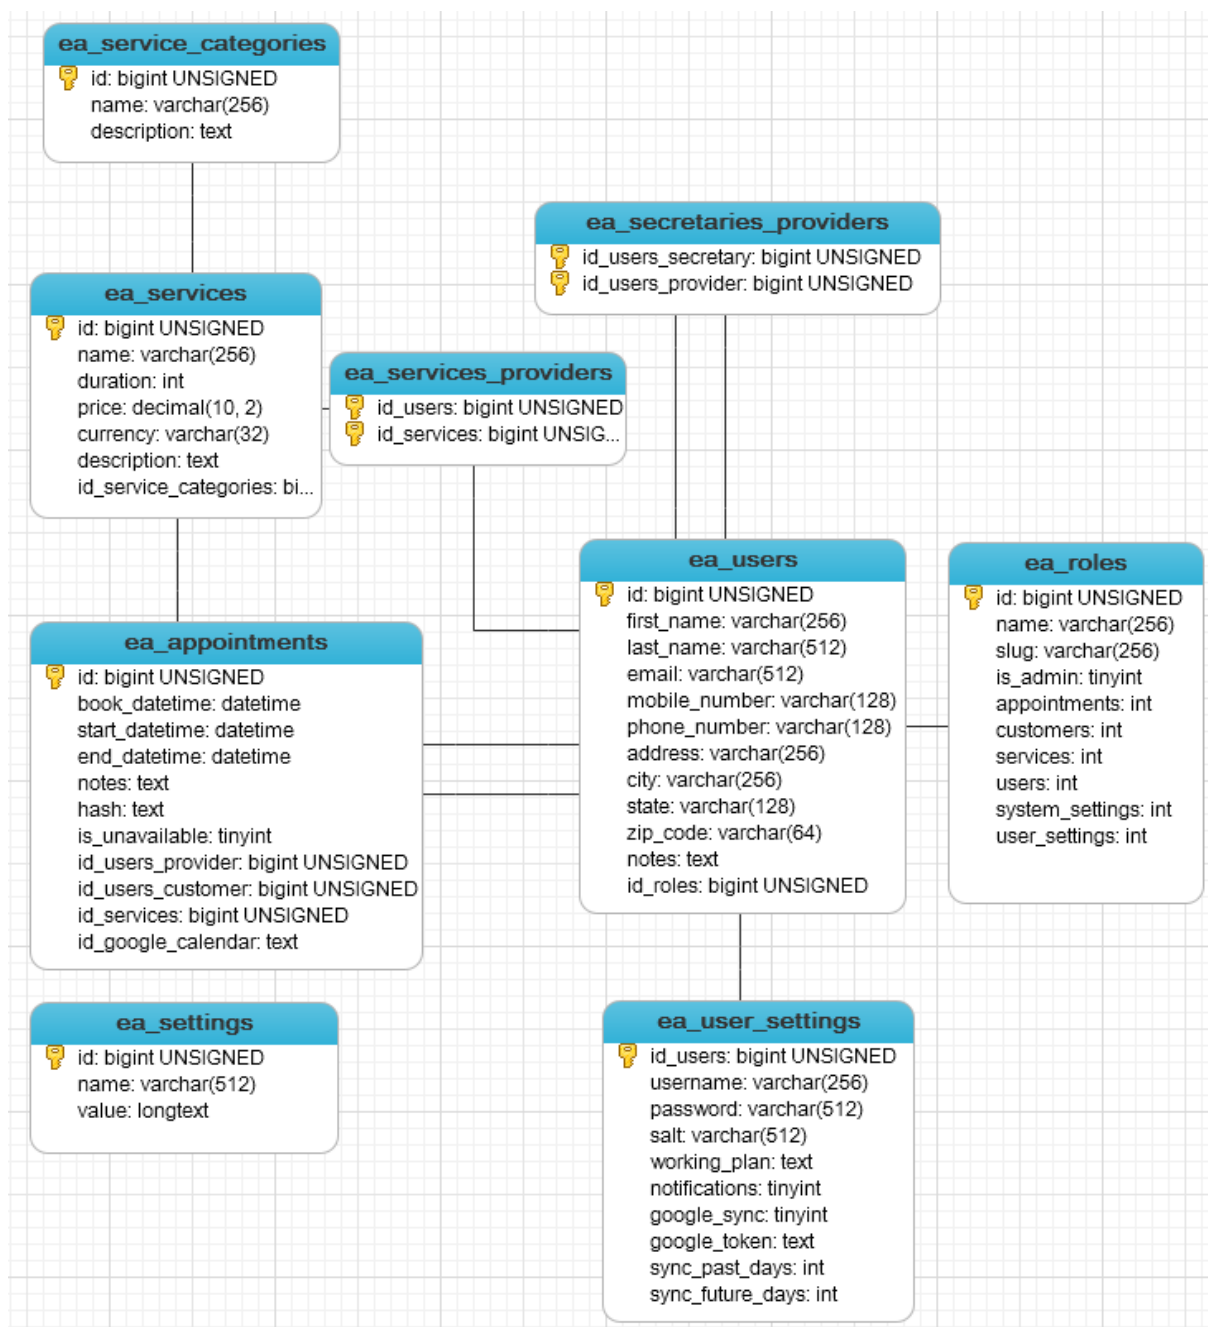 ea_service_categories
id: bigint UNSIGNED
name: varchar(256)
description: text
ea_secretaries_providers
id_users_secretary: bigint UNSIGNED
id_users_provider: bigint UNSIGNED
ea_services
id: bigint UNSIGNED
name: varchar(256)
duration: int
price: decimal(10, 2)
currency: varchar(32)
description: text
id_service_categories: bi...
ea_services_providers
id_users: bigint UNSIGNED
id_services: bigint UNSIG...
ea_users
id: bigint UNSIGNED
first_name: varchar(256)
last_name: varchar(512)
email: varchar(512)
mobile_number: varchar(128)
phone_number: varchar(128)
address: varchar(256)
city: varchar(256)
state: varchar(128)
zip_code: varchar(64)
notes: text
id_roles: bigint UNSIGNED
ea_roles
id: bigint UNSIGNED
name: varchar(256)
slug: varchar(256)
is_admin: tinyint
appointments: int
customers: int
services: int
users: int
system_settings: int
user_settings: int
ea_appointments
id: bigint UNSIGNED
book_datetime: datetime
start_datetime: datetime
end_datetime: datetime
notes: text
hash: text
is_unavailable: tinyint
id_users_provider: bigint UNSIGNED
id_users_customer: bigint UNSIGNED
id_services: bigint UNSIGNED
id_google_calendar: text
ea_settings
id: bigint UNSIGNED
name: varchar(512)
value: longtext
ea_user_settings
id_users: bigint UNSIGNED
username: varchar(256)
password: varchar(512)
salt: varchar(512)
working_plan: text
notifications: tinyint
google_sync: tinyint
google_token: text
sync_past_days: int
sync_future_days: int